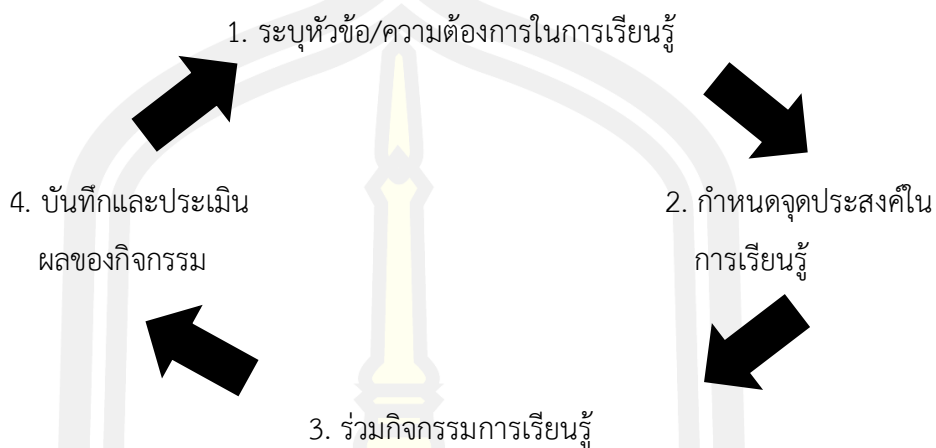 1. ระบุหัวข้อ/ความต้องการในการเรียนรู้
2. กำหนดจุดประสงค์ใน
การเรียนรู้
3. ร่วมกิจกรรมการเรียนรู้
4. บันทึกและประเมิน
ผลของกิจกรรม